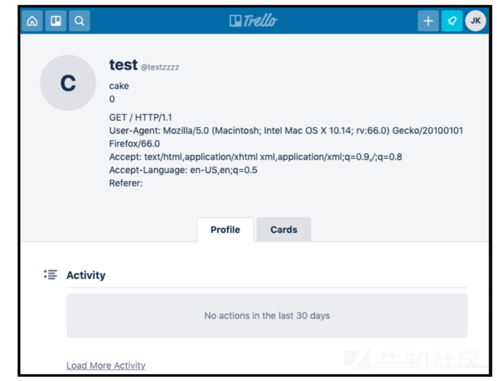 Trello
JK
C
test @testzzzz
cake
0
GET / HTTP/1.1
User-Agent: Mozilla/5.0 (Macintosh; Intel Mac OS X 10.14; rv:66.0) Gecko/20100101
Firefox/66.0
Accept: text/html,application/xhtml xml,application/xml;q=0.9,/;q=0.8
Accept-Language: en-US,en;q=0.5
Referer:
Profile
Cards
Activity
No actions in the last 30 days
Load More Activity
先知社区